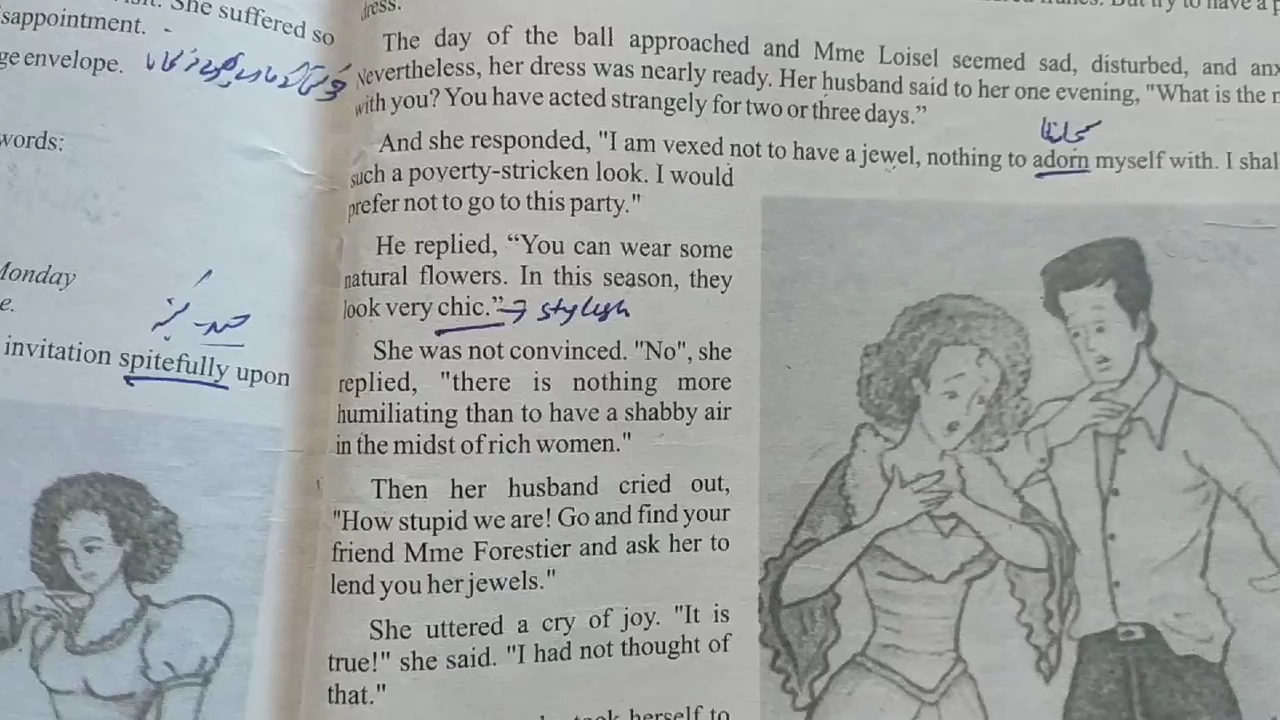 She suffered so
sappointment.
ge envelope.
words:
Monday
e.
invitation spitefully upon
dress.
The day of the ball approached and Mme Loisel seemed sad, disturbed, and anx
Nevertheless, her dress was nearly ready. Her husband said to her one evening, "What is the m
with you? You have acted strangely for two or three days.”
سجانا
And she responded, "I am vexed not to have a jewel, nothing to adorn myself with. I shal
such a poverty-stricken look. I would
prefer not to go to this party."
He replied, “You can wear some
natural flowers. In this season, they
look very chic.”→ stylish
She was not convinced. "No", she
replied, "there is nothing more
humiliating than to have a shabby air
in the midst of rich women."
Then her husband cried out,
"How stupid we are! Go and find your
friend Mme Forestier and ask her to
lend you her jewels."
She uttered a cry of joy. "It is
true!" she said. "I had not thought of
that."
took herself to